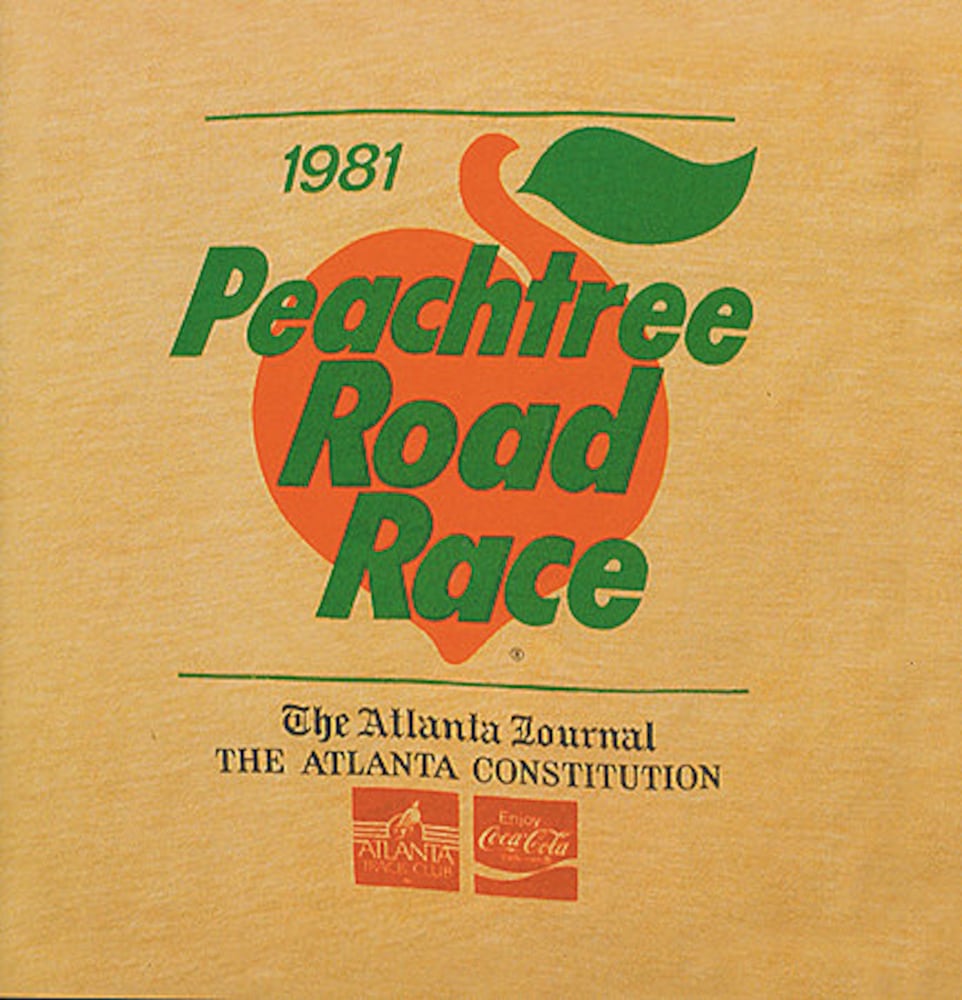 1981
Peachtree
Road
Race
®
The Atlanta Journal
THE ATLANTA CONSTITUTION
ATLANTA
TRACK CLUB
Enjoy
Coca-Cola